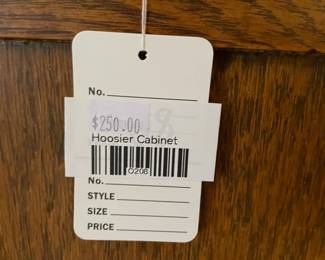 No.
$250.00
Hoosier Cabinet
0208
No.
STYLE
SIZE
PRICE